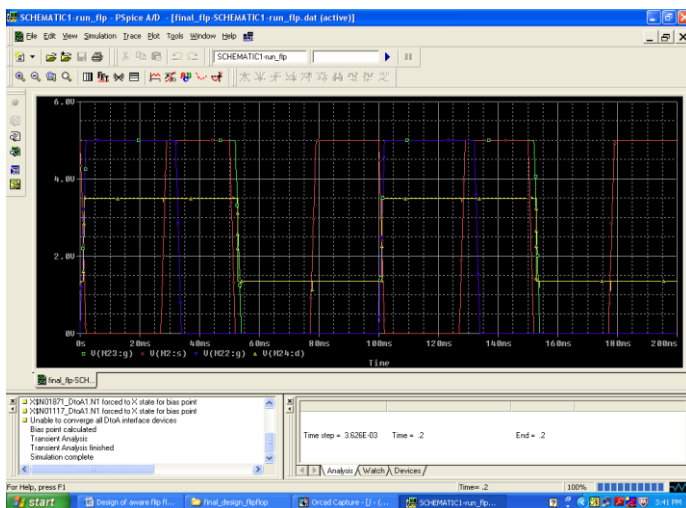 SCHEMATIC1-run_flp - PSpice A/D - [final_flp-SCHEMATIC1-run_flp.dat (active)]
File Edit View Simulation Trace Plot Tools Window Help
SCHEMATIC1-run_flp
6.0V
4.0V
2.0V
0V
0s 20ms 40ms 60ms 80ms 100ms 120ms 140ms 160ms 180ms 200ms
V(M23:g) V(M2:s) V(M22:g) V(M24:d)
Time
final_flp-SCH...
X$N01871_DtoA1.N1 forced to X state for bias point
X$N01117_DtoA1.N1 forced to X state for bias point
Unable to converge all DtoA interface devices
Bias point calculated
Transient Analysis
Transient Analysis finished
Simulation complete
Time step = 3.626E-03 Time = .2 End = .2
Analysis Watch Devices
For Help, press F1
Time= .2 100%
start
Design of aware flip fl...
final_design_flipflop
Orcad Capture - [/ - (...
SCHEMATIC1-run_flp...
3:41 PM